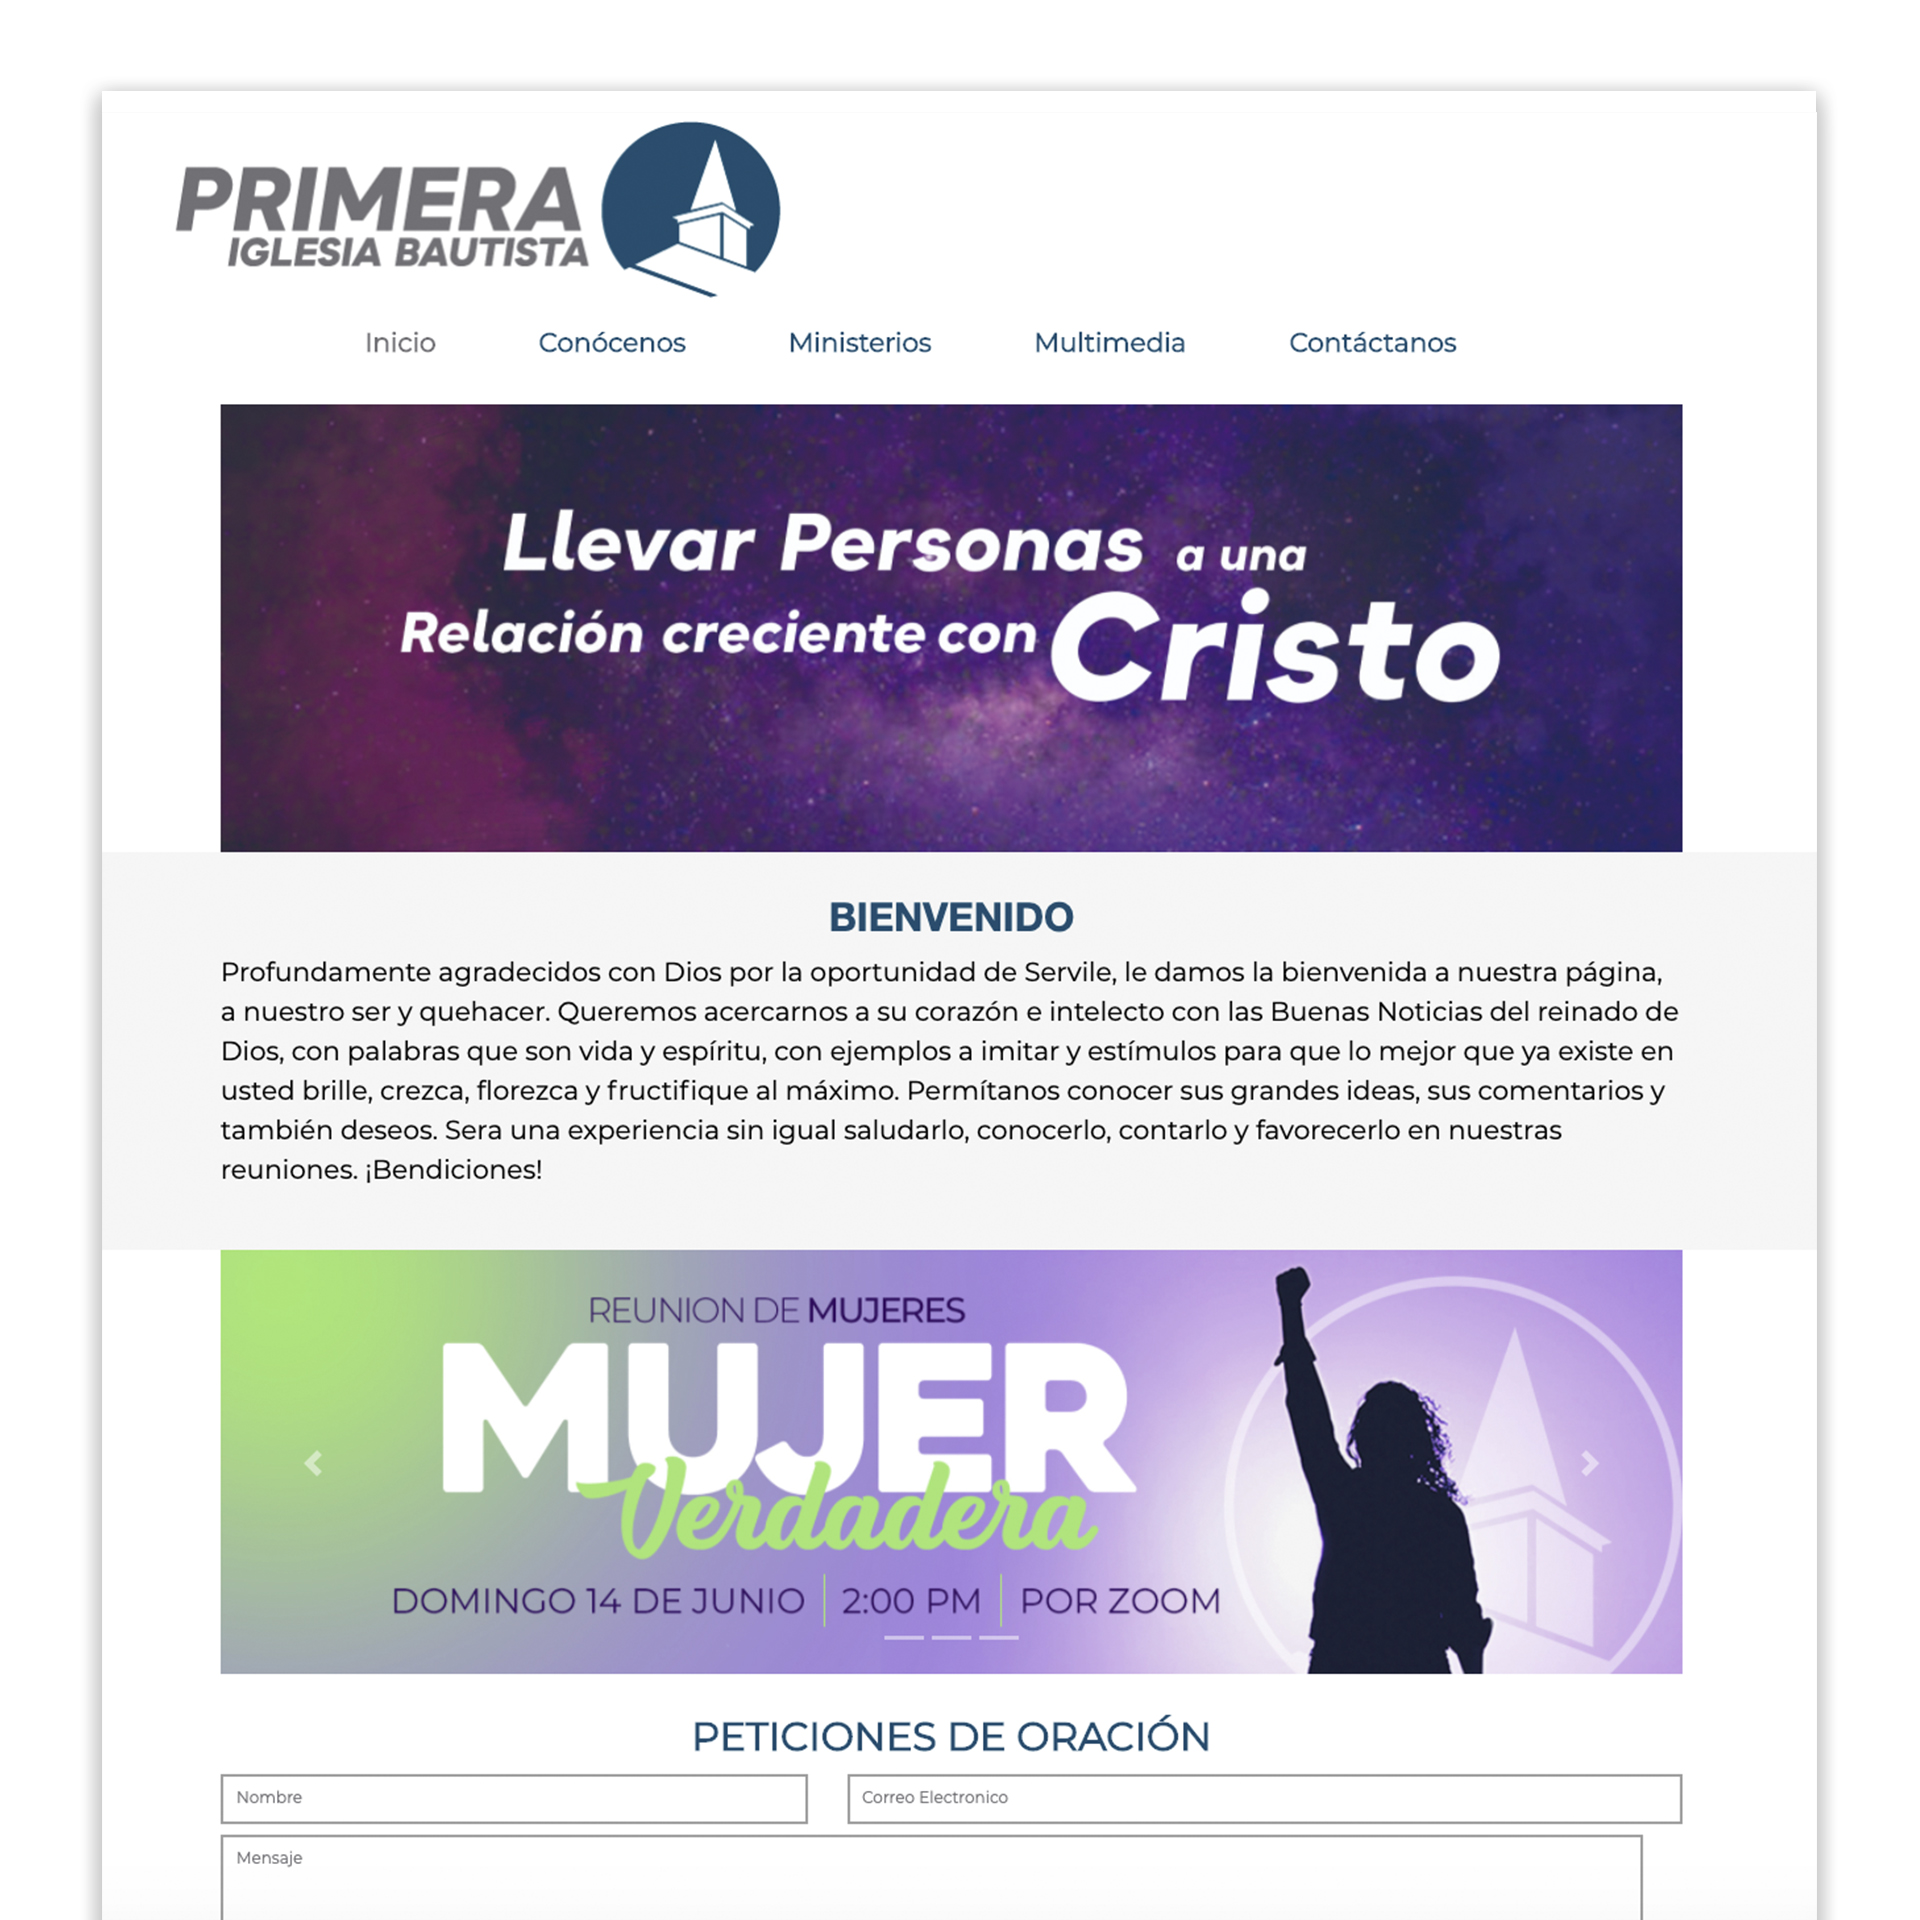 PRIMERA
IGLESIA BAUTISTA
Inicio Conócenos Ministerios Multimedia Contáctanos
Llevar Personas a una
Relación creciente con Cristo
BIENVENIDO
Profundamente agradecidos con Dios por la oportunidad de Servile, le damos la bienvenida a nuestra página,
a nuestro ser y quehacer. Queremos acercarnos a su corazón e intelecto con las Buenas Noticias del reinado de
Dios, con palabras que son vida y espíritu, con ejemplos a imitar y estímulos para que lo mejor que ya existe en
usted brille, crezca, florezca y fructifique al máximo. Permítanos conocer sus grandes ideas, sus comentarios y
también deseos. Sera una experiencia sin igual saludarlo, conocerlo, contarlo y favorecerlo en nuestras
reuniones. ¡Bendiciones!
REUNION DE MUJERES
MUJER
Verdadera
DOMINGO 14 DE JUNIO | 2:00 PM | POR ZOOM
PETICIONES DE ORACIÓN
Nombre Correo Electronico
Mensaje